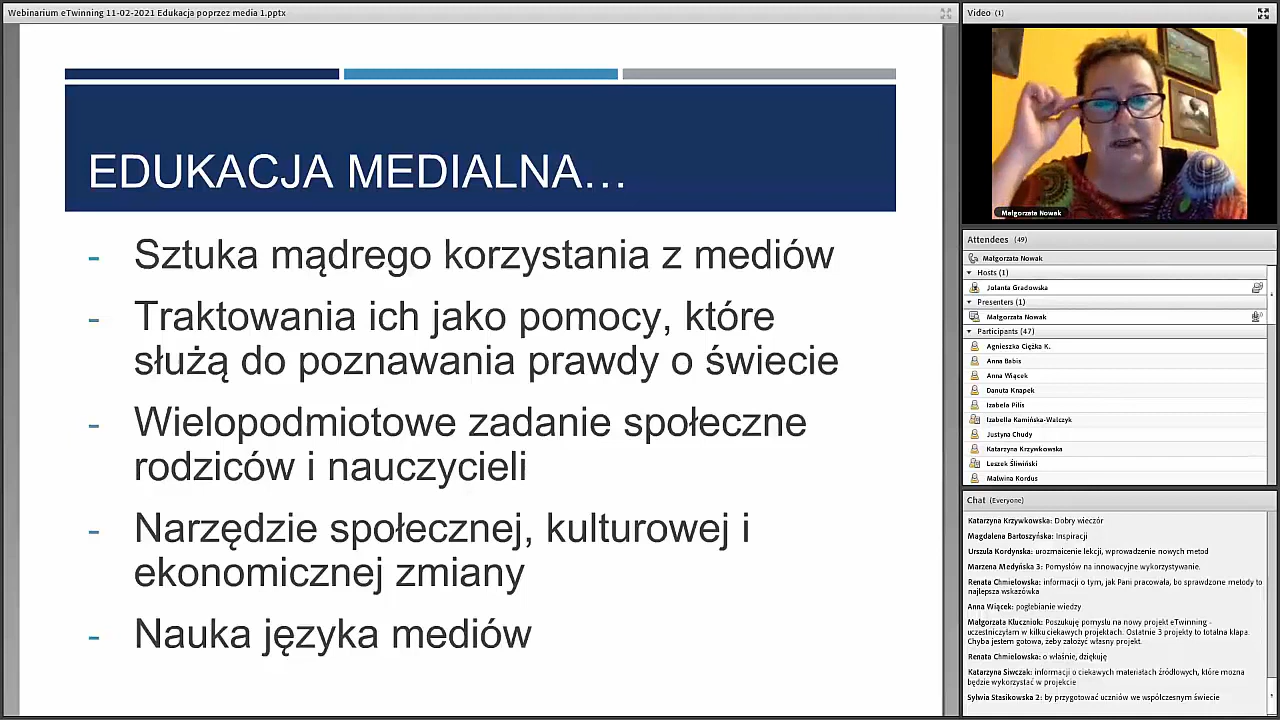 Webinarium eTwinning 11-02-2021 Edukacja poprzez media 1.pptx
EDUKACJA MEDIALNA…
- Sztuka mądrego korzystania z mediów
- Traktowania ich jako pomocy, które
służą do poznawania prawdy o świecie
- Wielopodmiotowe zadanie społeczne
rodziców i nauczycieli
- Narzędzie społecznej, kulturowej i
ekonomicznej zmiany
- Nauka języka mediów
Video (1)
Małgorzata Nowak
Attendees (49)
Małgorzata Nowak
Hosts (1)
Jolanta Gradowska
Presenters (1)
Małgorzata Nowak
Participants (47)
Agnieszka Ciężka K.
Anna Babis
Anna Wiącek
Danuta Knapek
Izabela Pilis
Izabella Kamińska-Walczyk
Justyna Chudy
Katarzyna Krzywkowska
Leszek Śliwiński
Malwina Kordus
Chat (Everyone)
Katarzyna Krzywkowska: Dobry wieczór
Magdalena Bartoszyńska: Inspiracji
Urszula Kordynska: urozmaicenie lekcji, wprowadzenie nowych metod
Marzena Medyńska 3: Pomysłów na innowacyjne wykorzystywanie.
Renata Chmielowska: informacji o tym, jak Pani pracowała, bo sprawdzone metody to
najlepsza wskazówka
Anna Wiącek: pogłebianie wiedzy
Małgorzata Kluczniok: Poszukuję pomysłu na nowy projekt eTwinning -
uczestniczyłam w kilku ciekawych projektach. Ostatnie 3 projekty to totalna klapa.
Chyba jestem gotowa, żeby założyć własny projekt.
Renata Chmielowska: o właśnie, dziękuję
Katarzyna Siwczak: informacji o ciekawych materiałach źródłowych, które mozna
będzie wykorzystać w projekcie
Sylwia Stasikowska 2: by przygotować uczniów we współczesnym świecie